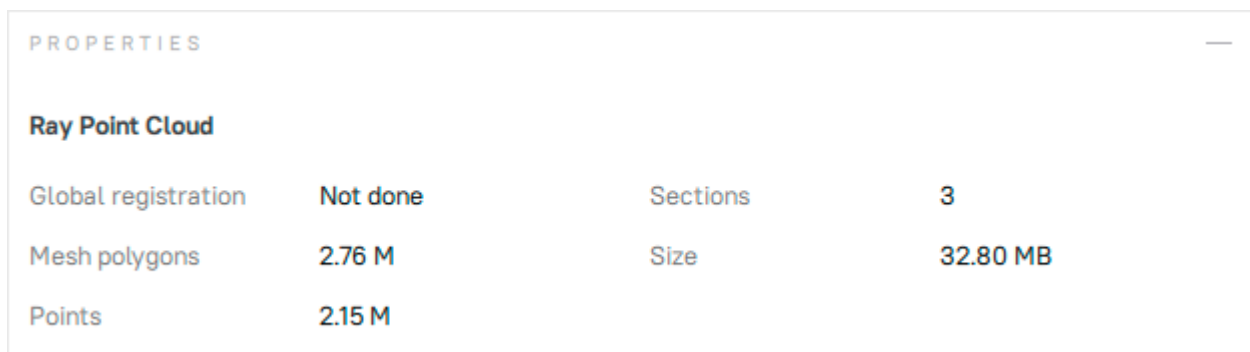 PROPERTIES
Ray Point Cloud
Global registration Not done Sections 3
Mesh polygons 2.76 M Size 32.80 MB
Points 2.15 M